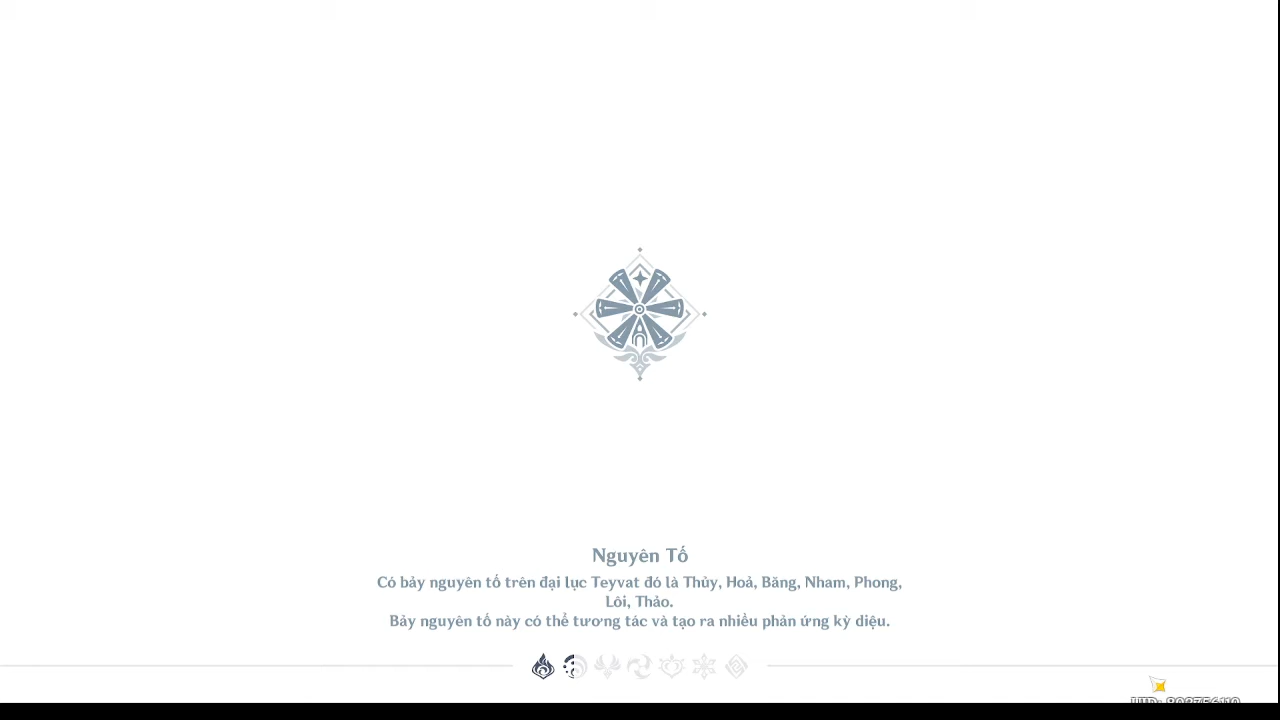 Nguyên Tố
Có bảy nguyên tố trên đại lục Teyvat đó là Thủy, Hoả, Băng, Nham, Phong,
Lôi, Thảo.
Bảy nguyên tố này có thể tương tác và tạo ra nhiều phản ứng kỳ diệu.